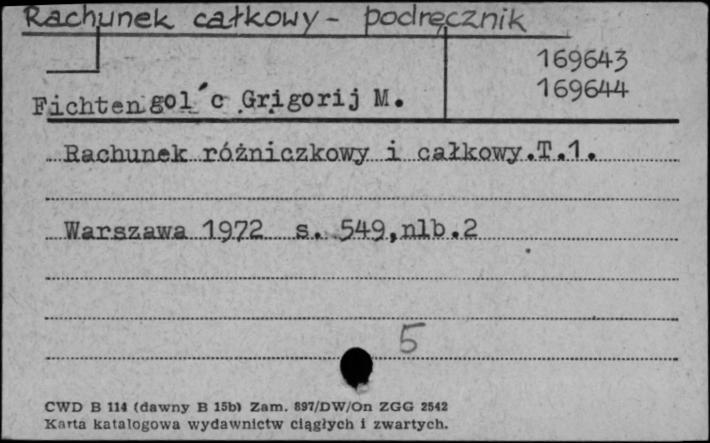 Rachunek całkowy - podręcznik
169643
169644
Fichtengol'c Grigorij M.
Rachunek różniczkowy i całkowy.T.1.
Warszawa 1972 s. 549,nlb.2
5
CWD B 114 (dawny B 15b) Zam. 897/DW/On ZGG 2542
Karta katalogowa wydawnictw ciągłych i zwartych.